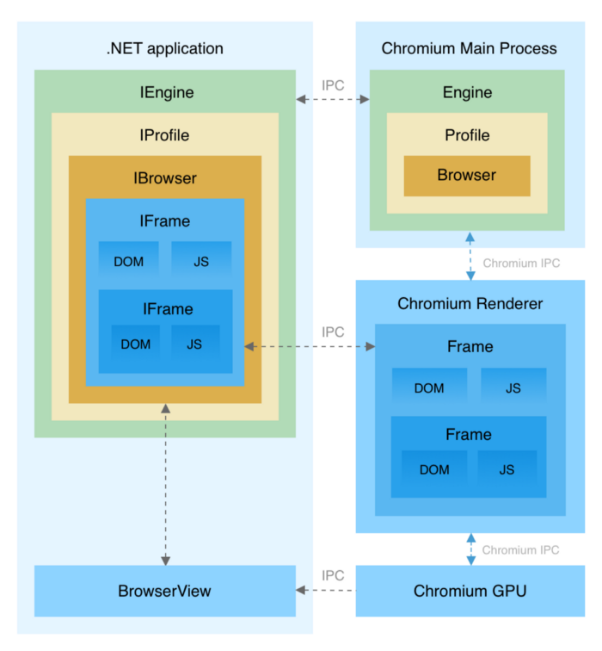 .NET application
IEngine
IProfile
IBrowser
IFrame
DOM
JS
IFrame
DOM
JS
BrowserView
IPC
IPC
IPC
Chromium Main Process
Engine
Profile
Browser
Chromium IPC
Chromium Renderer
Frame
DOM
JS
Frame
DOM
JS
Chromium IPC
Chromium GPU